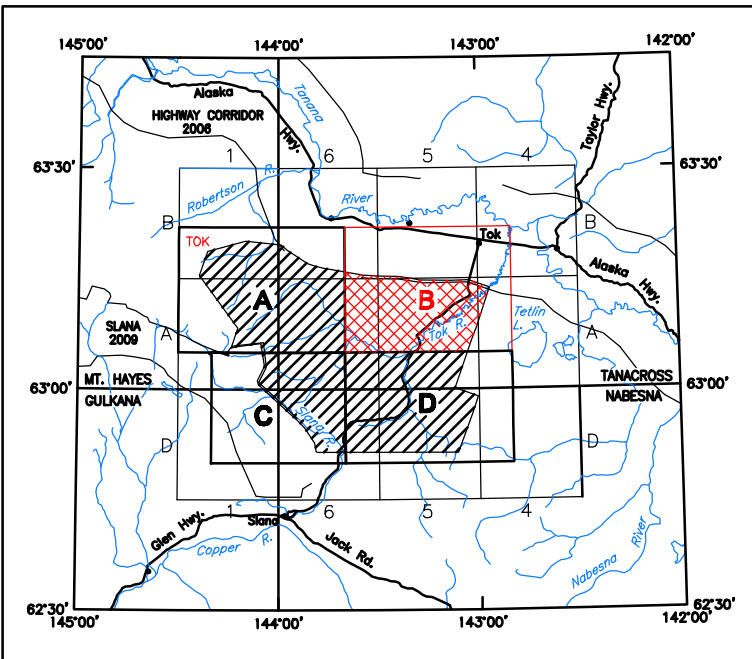 145°00'
144°00'
143°00'
142°00'
Alaska
Hwy.
HIGHWAY CORRIDOR
2006
Tanana
Taylor Hwy.
63°30'
63°30'
1
6
5
4
Robertson
R.
River
B
B
TOK
Tok
Alaska
Hwy.
A
B
Tok R.
Tetlin
L.
SLANA
2009
A
A
63°00'
63°00'
MT. HAYES
GULKANA
TANACROSS
NABESNA
C
D
Slana R.
D
D
1
6
5
4
Slana
Glen Hwy.
Copper
R.
Jack Rd.
Nabesna
River
62°30'
62°30'
145°00'
144°00'
143°00'
142°00'